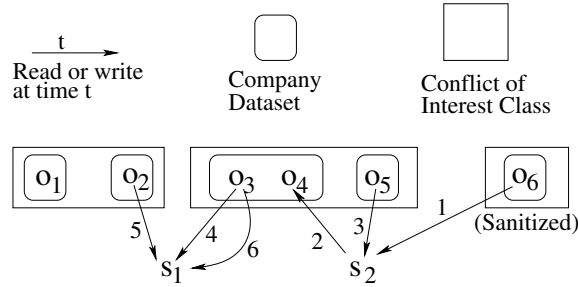 t
Read or write
at time t
Company
Dataset
Conflict of
Interest Class
o1 o2 o3 o4 o5 o6
(Sanitized)
5 4 6 2 3 1
s1 s2